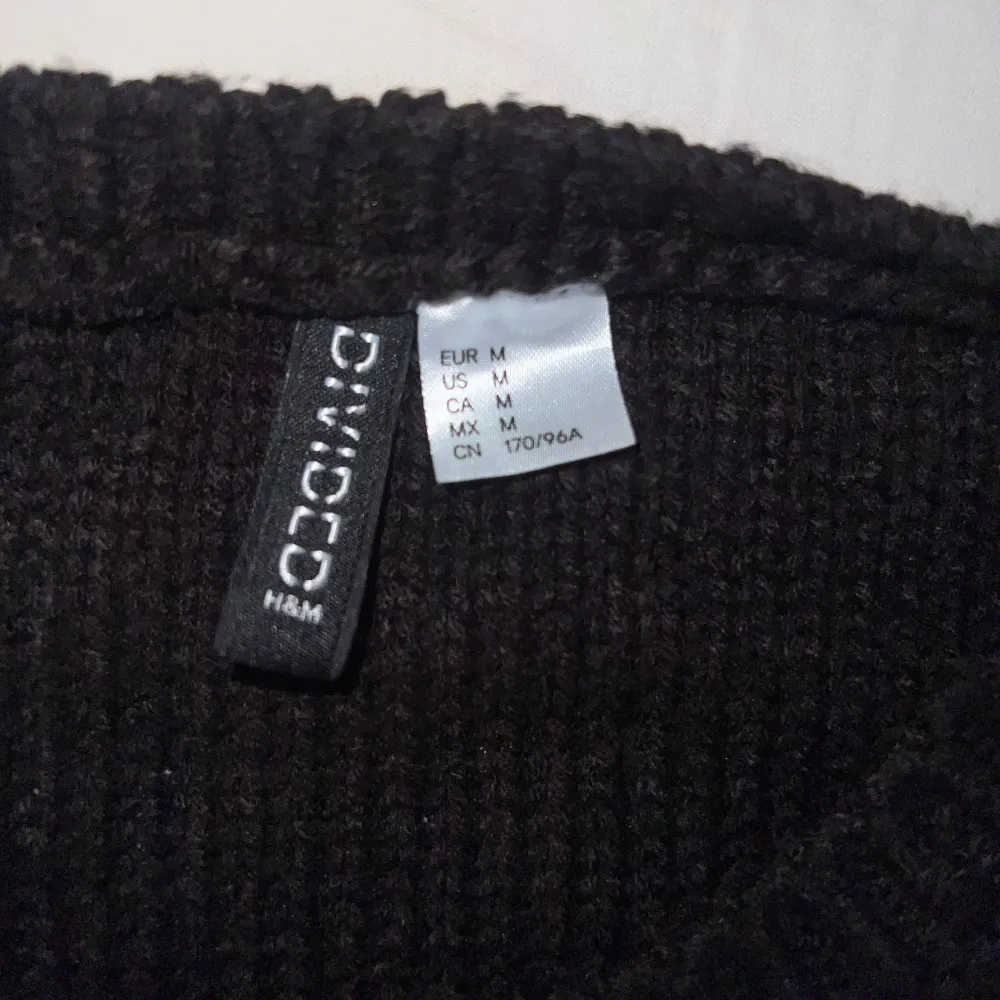 DIVIDED
H&M
EUR M
US M
CA M
MX M
CN 170/96A